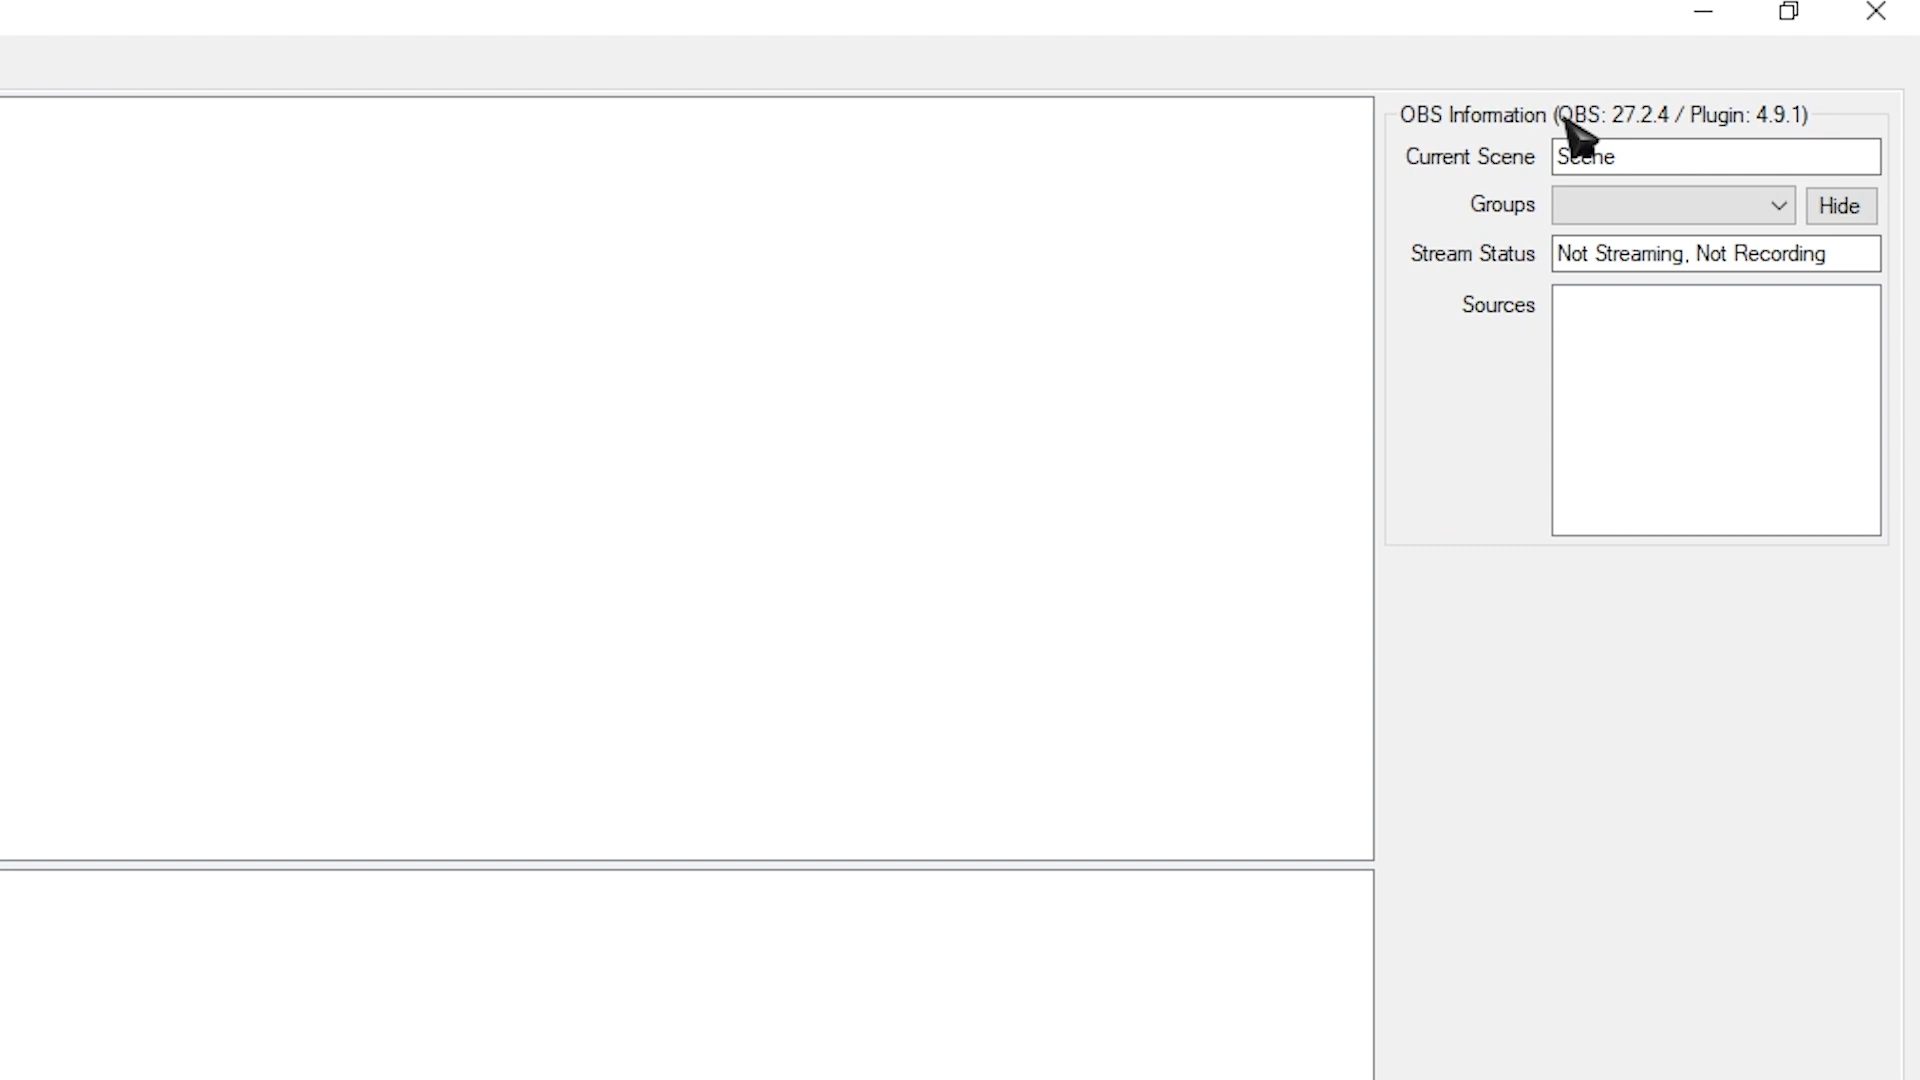 OBS Information (OBS: 27.2.4 / Plugin: 4.9.1)
Current Scene Scene
Groups Hide
Stream Status Not Streaming, Not Recording
Sources